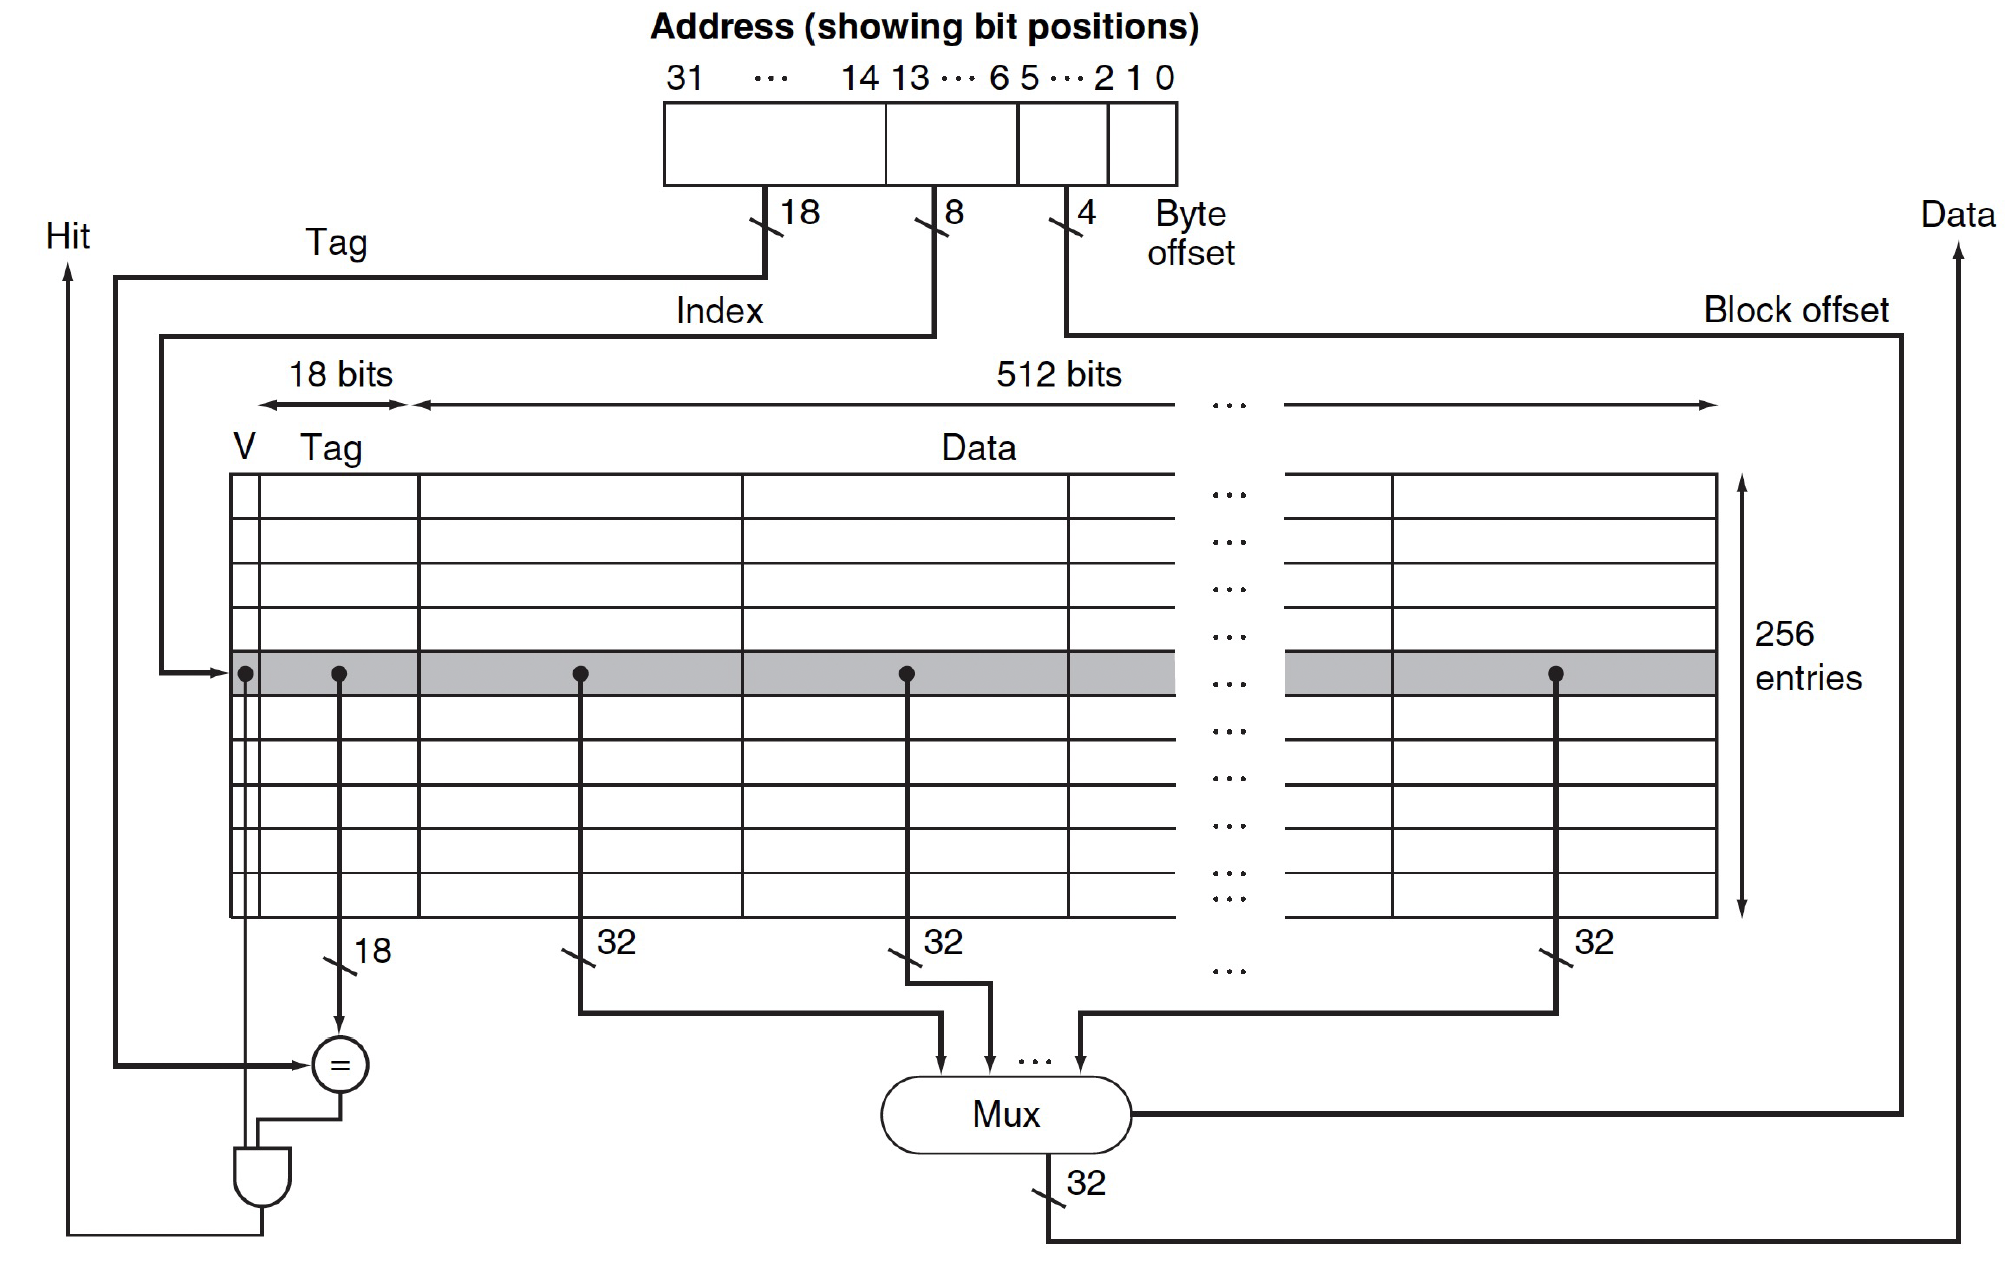 Address (showing bit positions)
31 ... 14 13 ... 6 5 ... 2 1 0
18
8
4
Byte
offset
Hit
Tag
Data
Index
Block offset
18 bits
512 bits
...
V
Tag
Data
...
...
...
...
...
...
...
...
...
...
256
entries
18
32
32
...
32
=
...
Mux
32